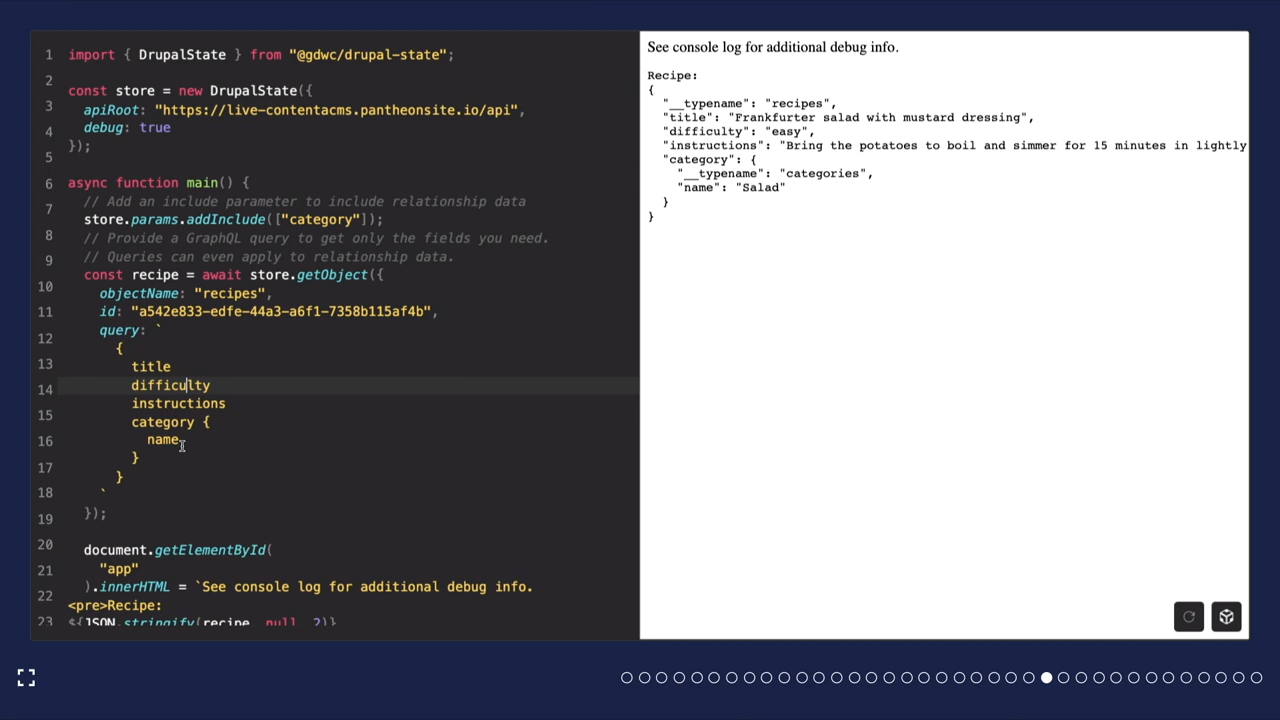 1 import { DrupalState } from "@gdwc/drupal-state";
2
3 const store = new DrupalState({
4 apiRoot: "https://live-contentacms.pantheonsite.io/api",
5 debug: true
6 });
7
8 async function main() {
9 // Add an include parameter to include relationship data
10 store.params.addInclude(["category"]);
11 // Provide a GraphQL query to get only the fields you need.
12 // Queries can even apply to relationship data.
13 const recipe = await store.getObject({
14 objectName: "recipes",
15 id: "a542e833-edfe-44a3-a6f1-7358b115af4b",
16 query: `
17 {
18 title
19 difficulty
20 instructions
21 category {
22 name
23 }
}
`
});
document.getElementById(
"app"
).innerHTML = `See console log for additional debug info.
<pre>Recipe:
${JSON.stringify(recipe, null, 2)}
See console log for additional debug info.
Recipe:
{
"__typename": "recipes",
"title": "Frankfurter salad with mustard dressing",
"difficulty": "easy",
"instructions": "Bring the potatoes to boil and simmer for 15 minutes in lightly
"category": {
"__typename": "categories",
"name": "Salad"
}
}